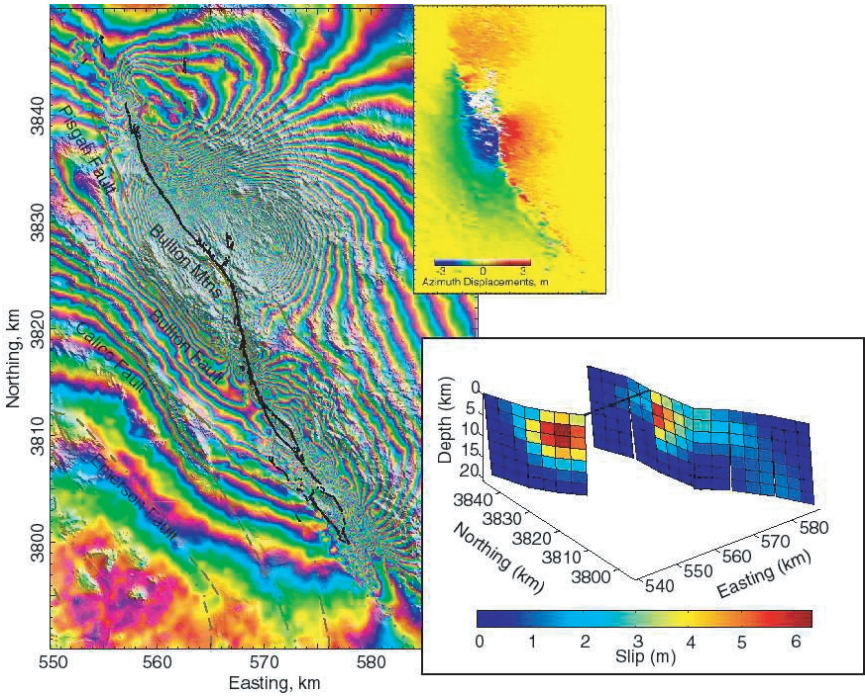 3840
3830
3820
3810
3800
Northing, km
550
560
570
580
Easting, km
Pisgah Fault
Bullion Mtns
Bullion Fault
Calico Fault
Emerson Fault
-3
0
3
Azimuth Displacements, m
Depth (km)
0
5
10
15
20
3840
3830
3820
3810
3800
Northing (km)
540
550
560
570
580
Easting (km)
0
1
2
3
4
5
6
Slip (m)